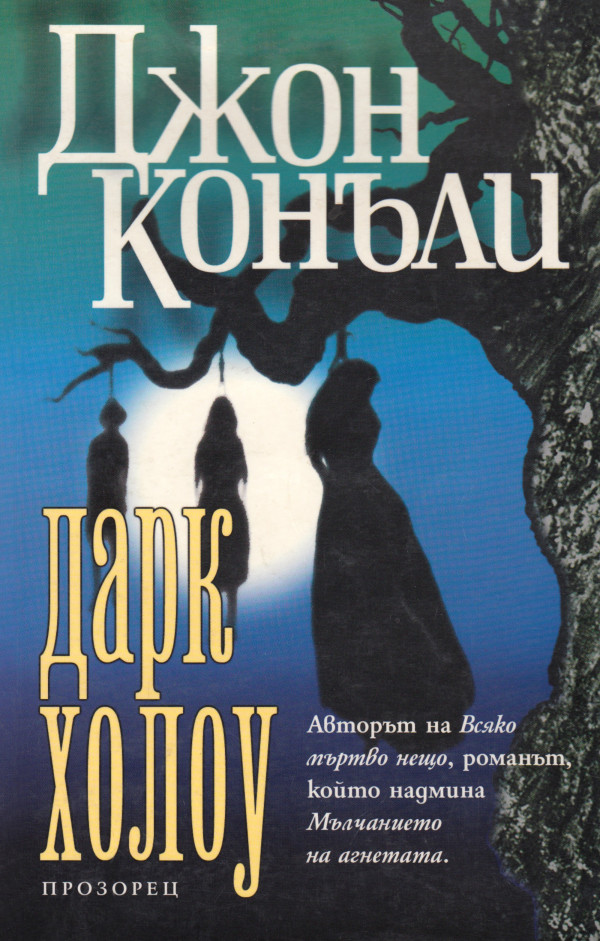 Джон
Конъли
Дарк
Холоу
Авторът на Всяко
мъртво нещо, романът,
който надмина
Мълчанието
на агнетата.
ПРОЗОРЕЦ